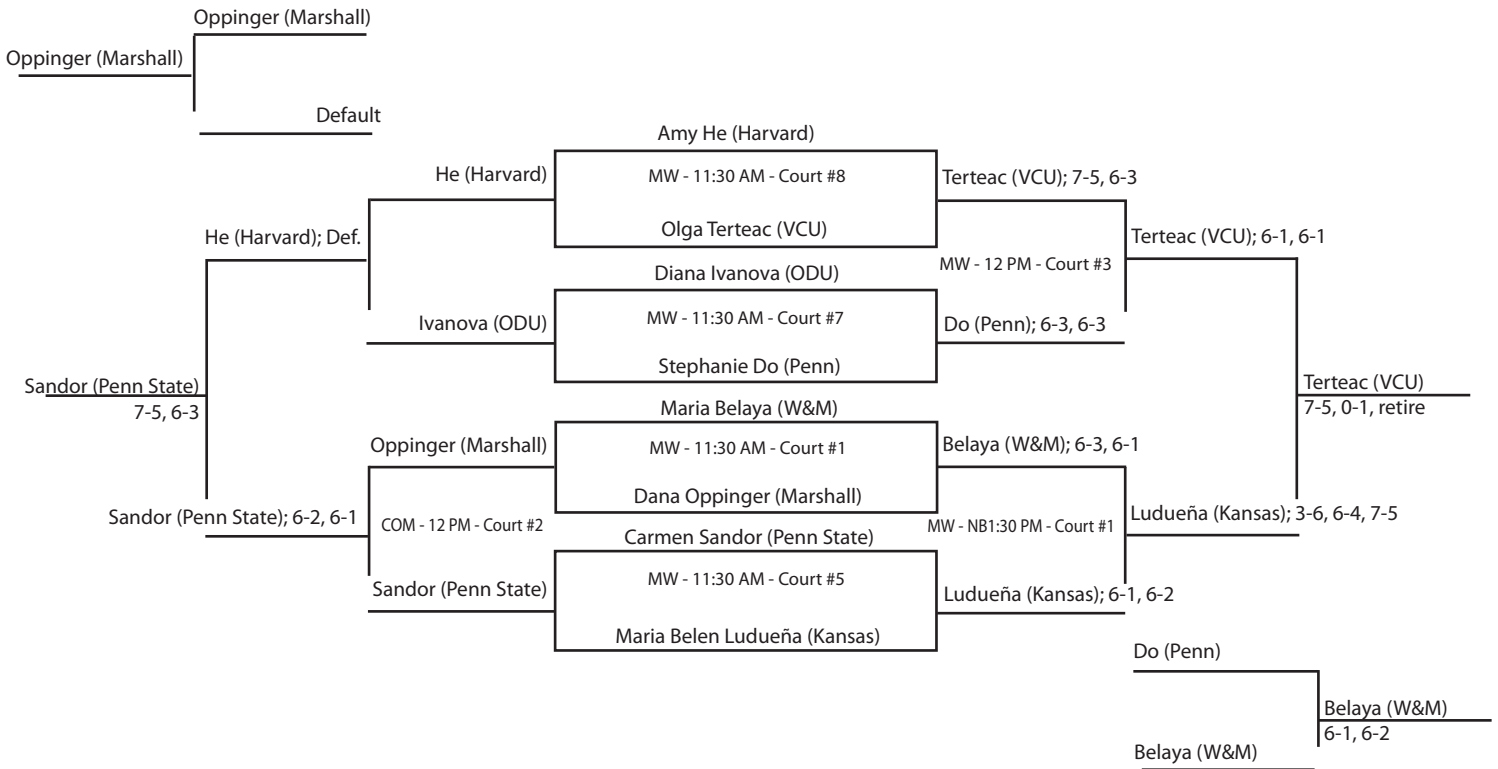 Oppinger (Marshall)
Oppinger (Marshall)
Default
Amy He (Harvard)
He (Harvard)
MW - 11:30 AM - Court #8
Terteac (VCU); 7-5, 6-3
Olga Terteac (VCU)
He (Harvard); Def.
Terteac (VCU); 6-1, 6-1
Diana Ivanova (ODU)
MW - 12 PM - Court #3
Ivanova (ODU)
MW - 11:30 AM - Court #7
Do (Penn); 6-3, 6-3
Stephanie Do (Penn)
Sandor (Penn State)
7-5, 6-3
Terteac (VCU)
7-5, 0-1, retire
Maria Belaya (W&M)
Oppinger (Marshall)
MW - 11:30 AM - Court #1
Belaya (W&M); 6-3, 6-1
Dana Oppinger (Marshall)
Sandor (Penn State); 6-2, 6-1
COM - 12 PM - Court #2
MW - NB1:30 PM - Court #1
Ludueña (Kansas); 3-6, 6-4, 7-5
Carmen Sandor (Penn State)
Sandor (Penn State)
MW - 11:30 AM - Court #5
Ludueña (Kansas); 6-1, 6-2
Maria Belen Ludueña (Kansas)
Do (Penn)
Belaya (W&M)
6-1, 6-2
Belaya (W&M)